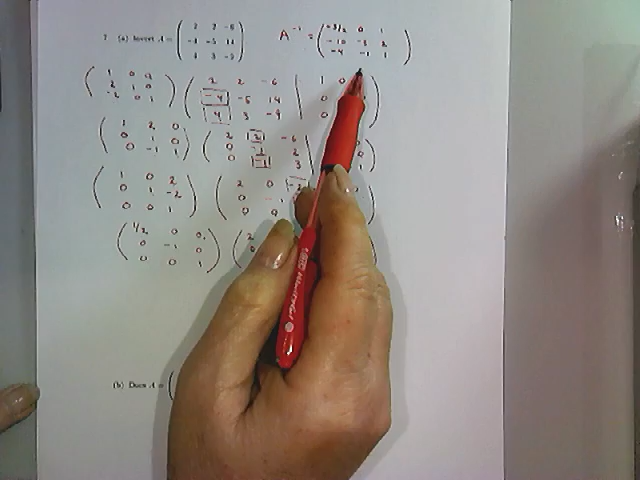 7. (a) Invert A = ( 2 2 -6 A⁻¹ = ( -3/2 0 1
-4 -5 14 -10 -3 2
4 3 -9 ) -4 -1 1 )
( 1 0 0 ( 2 2 -6 | 1 0
2 1 0 -4 -5 14 0
-2 0 1 ) 4 3 -9 0 )
( 1 2 0 ( 2 2 -6
0 1 0 0 -1 2 0
0 -1 1 ) 0 -1 3 1 )
( 1 0 2 ( 2 0 -2
0 1 -2 0
0 0 1 ) 0 0 )
( 1/2 0 0 ( 2
0 -1 0 0
0 0 1 )
(b) Does A = (
BIC